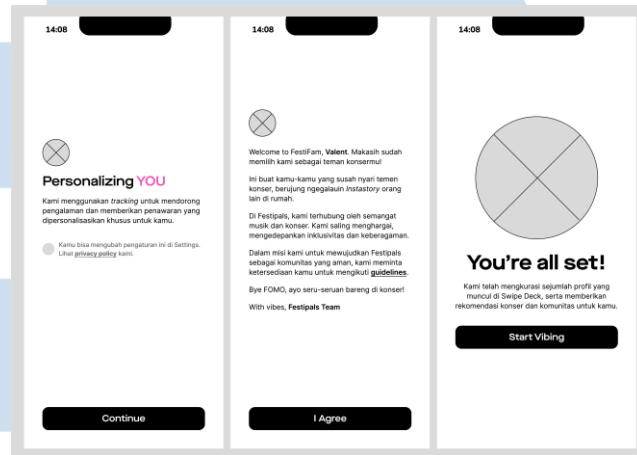 14:08
Personalizing YOU
Kami menggunakan tracking untuk mendorong
pengalaman dan memberikan penawaran yang
dipersonalisasikan khusus untuk kamu.
Kamu bisa mengubah pengaturan ini di Settings.
Lihat privacy policy kami.
Continue
14:08
Welcome to FestiFam, Valent. Makasih sudah
memilih kami sebagai teman konsermu!
Ini buat kamu-kamu yang susah nyari temen
konser, berujung ngegalauin Instastory orang
lain di rumah.
Di Festipals, kami terhubung oleh semangat
musik dan konser. Kami saling menghargai,
mengedepankan inklusivitas dan keberagaman.
Dalam misi kami untuk mewujudkan Festipals
sebagai komunitas yang aman, kami meminta
ketersediaan kamu untuk mengikuti guidelines.
Bye FOMO, ayo seru-seruan bareng di konser!
With vibes, Festipals Team
I Agree
14:08
You're all set!
Kami telah mengkurasi sejumlah profil yang
muncul di Swipe Deck, serta memberikan
rekomendasi konser dan komunitas untuk kamu.
Start Vibing